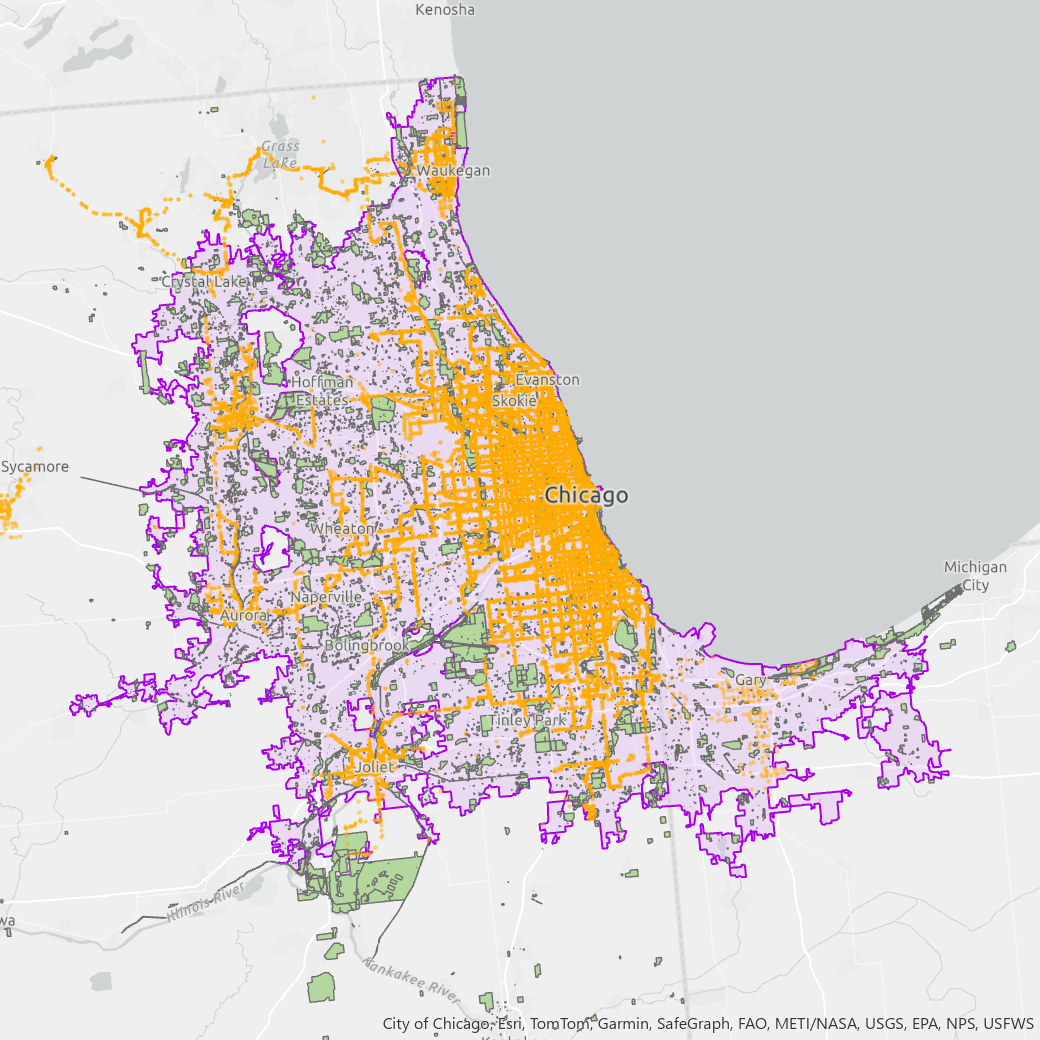 Kenosha
Grass
Lake
Waukegan
Crystal Lake
Hoffman
Estates
Evanston
Skokie
Sycamore
Chicago
Wheaton
Michigan
City
Naperville
Aurora
Bolingbrook
Gary
Tinley Park
Joliet
Illinois River
wa
Kankakee River
City of Chicago, Esri, TomTom, Garmin, SafeGraph, FAO, METI/NASA, USGS, EPA, NPS, USFWS